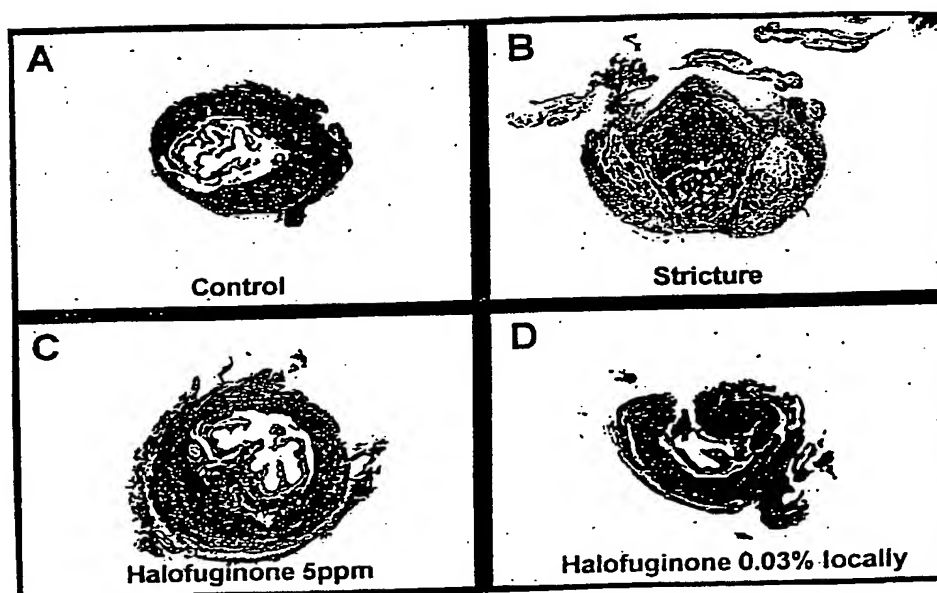 A
Control
B
Stricture
C
Halofuginone 5ppm
D
Halofuginone 0.03% locally